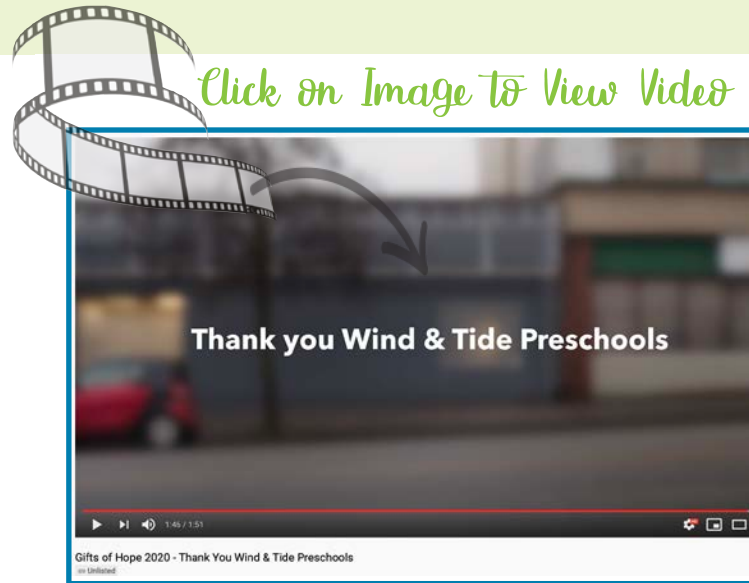 Click on Image to View Video
Thank you Wind & Tide Preschools
1:46 / 1:51
Gifts of Hope 2020 - Thank You Wind & Tide Preschools
Unlisted